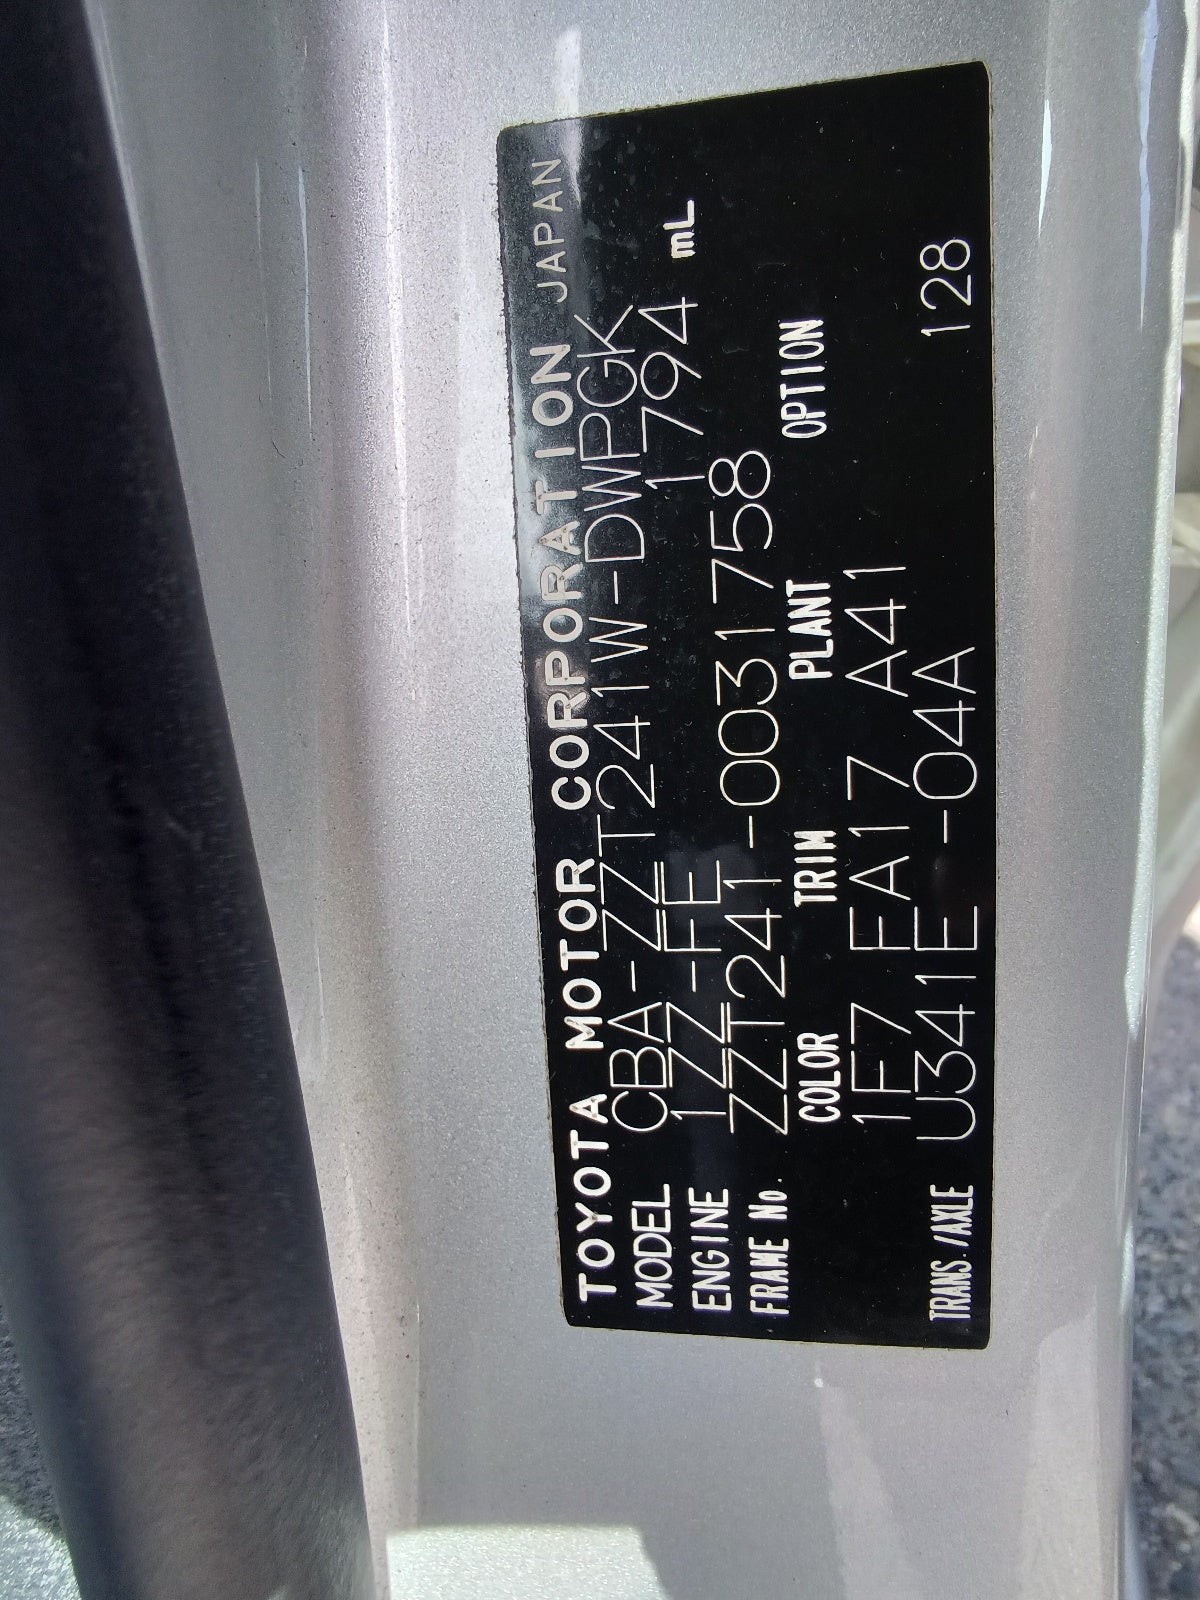 TOYOTA MOTOR CORPORATION JAPAN
MODEL CBA-ZZT241W-DWPGK
ENGINE 1ZZ-FE 1794 mL
FRAME No. ZZT241-0031758
COLOR TRIM PLANT OPTION
1F7 FA17 A41
TRANS./AXLE U341E -04A 128